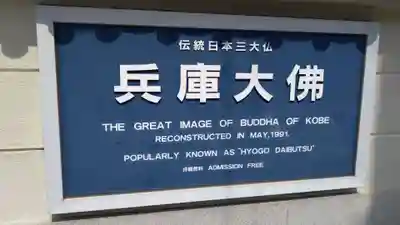 伝統日本三大仏
兵庫大佛
THE GREAT IMAGE OF BUDDHA OF KOBE
RECONSTRUCTED IN MAY,1991.
POPULARLY KNOWN AS "HYOGO DAIBUTSU"
拝観無料 ADMISSION FREE